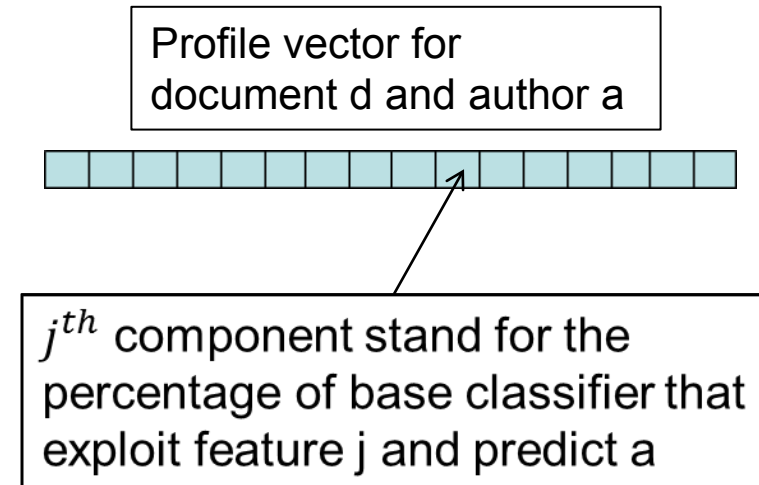 Profile vector for
document d and author a
j^{th} component stand for the
percentage of base classifier that
exploit feature j and predict a